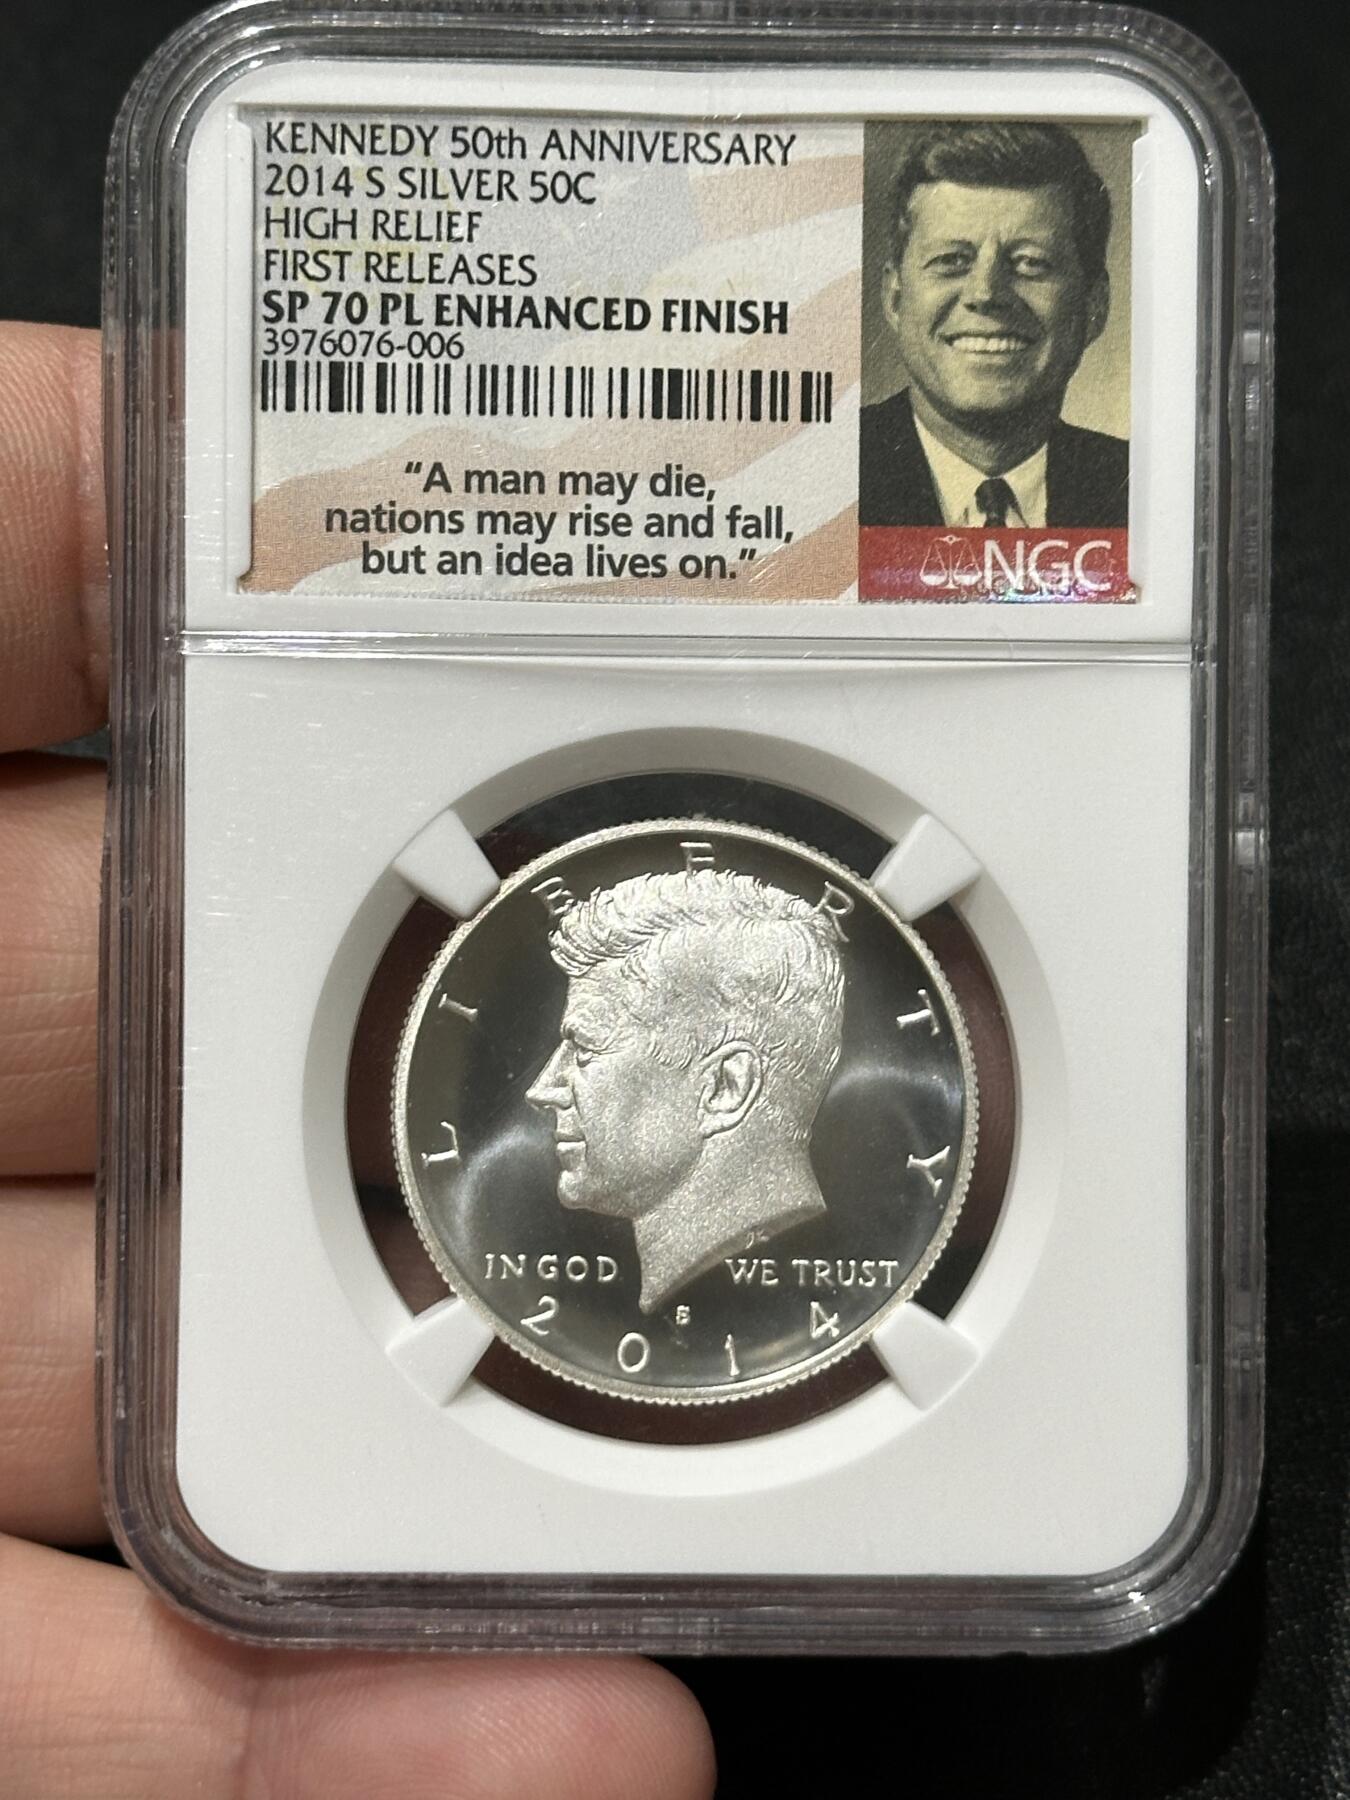 KENNEDY 50th ANNIVERSARY
2014 S SILVER 50C
HIGH RELIEF
FIRST RELEASES
SP 70 PL ENHANCED FINISH
3976076-006
“A man may die,
nations may rise and fall,
but an idea lives on.”
NGC
LIBERTY
IN GOD WE TRUST
S
2014